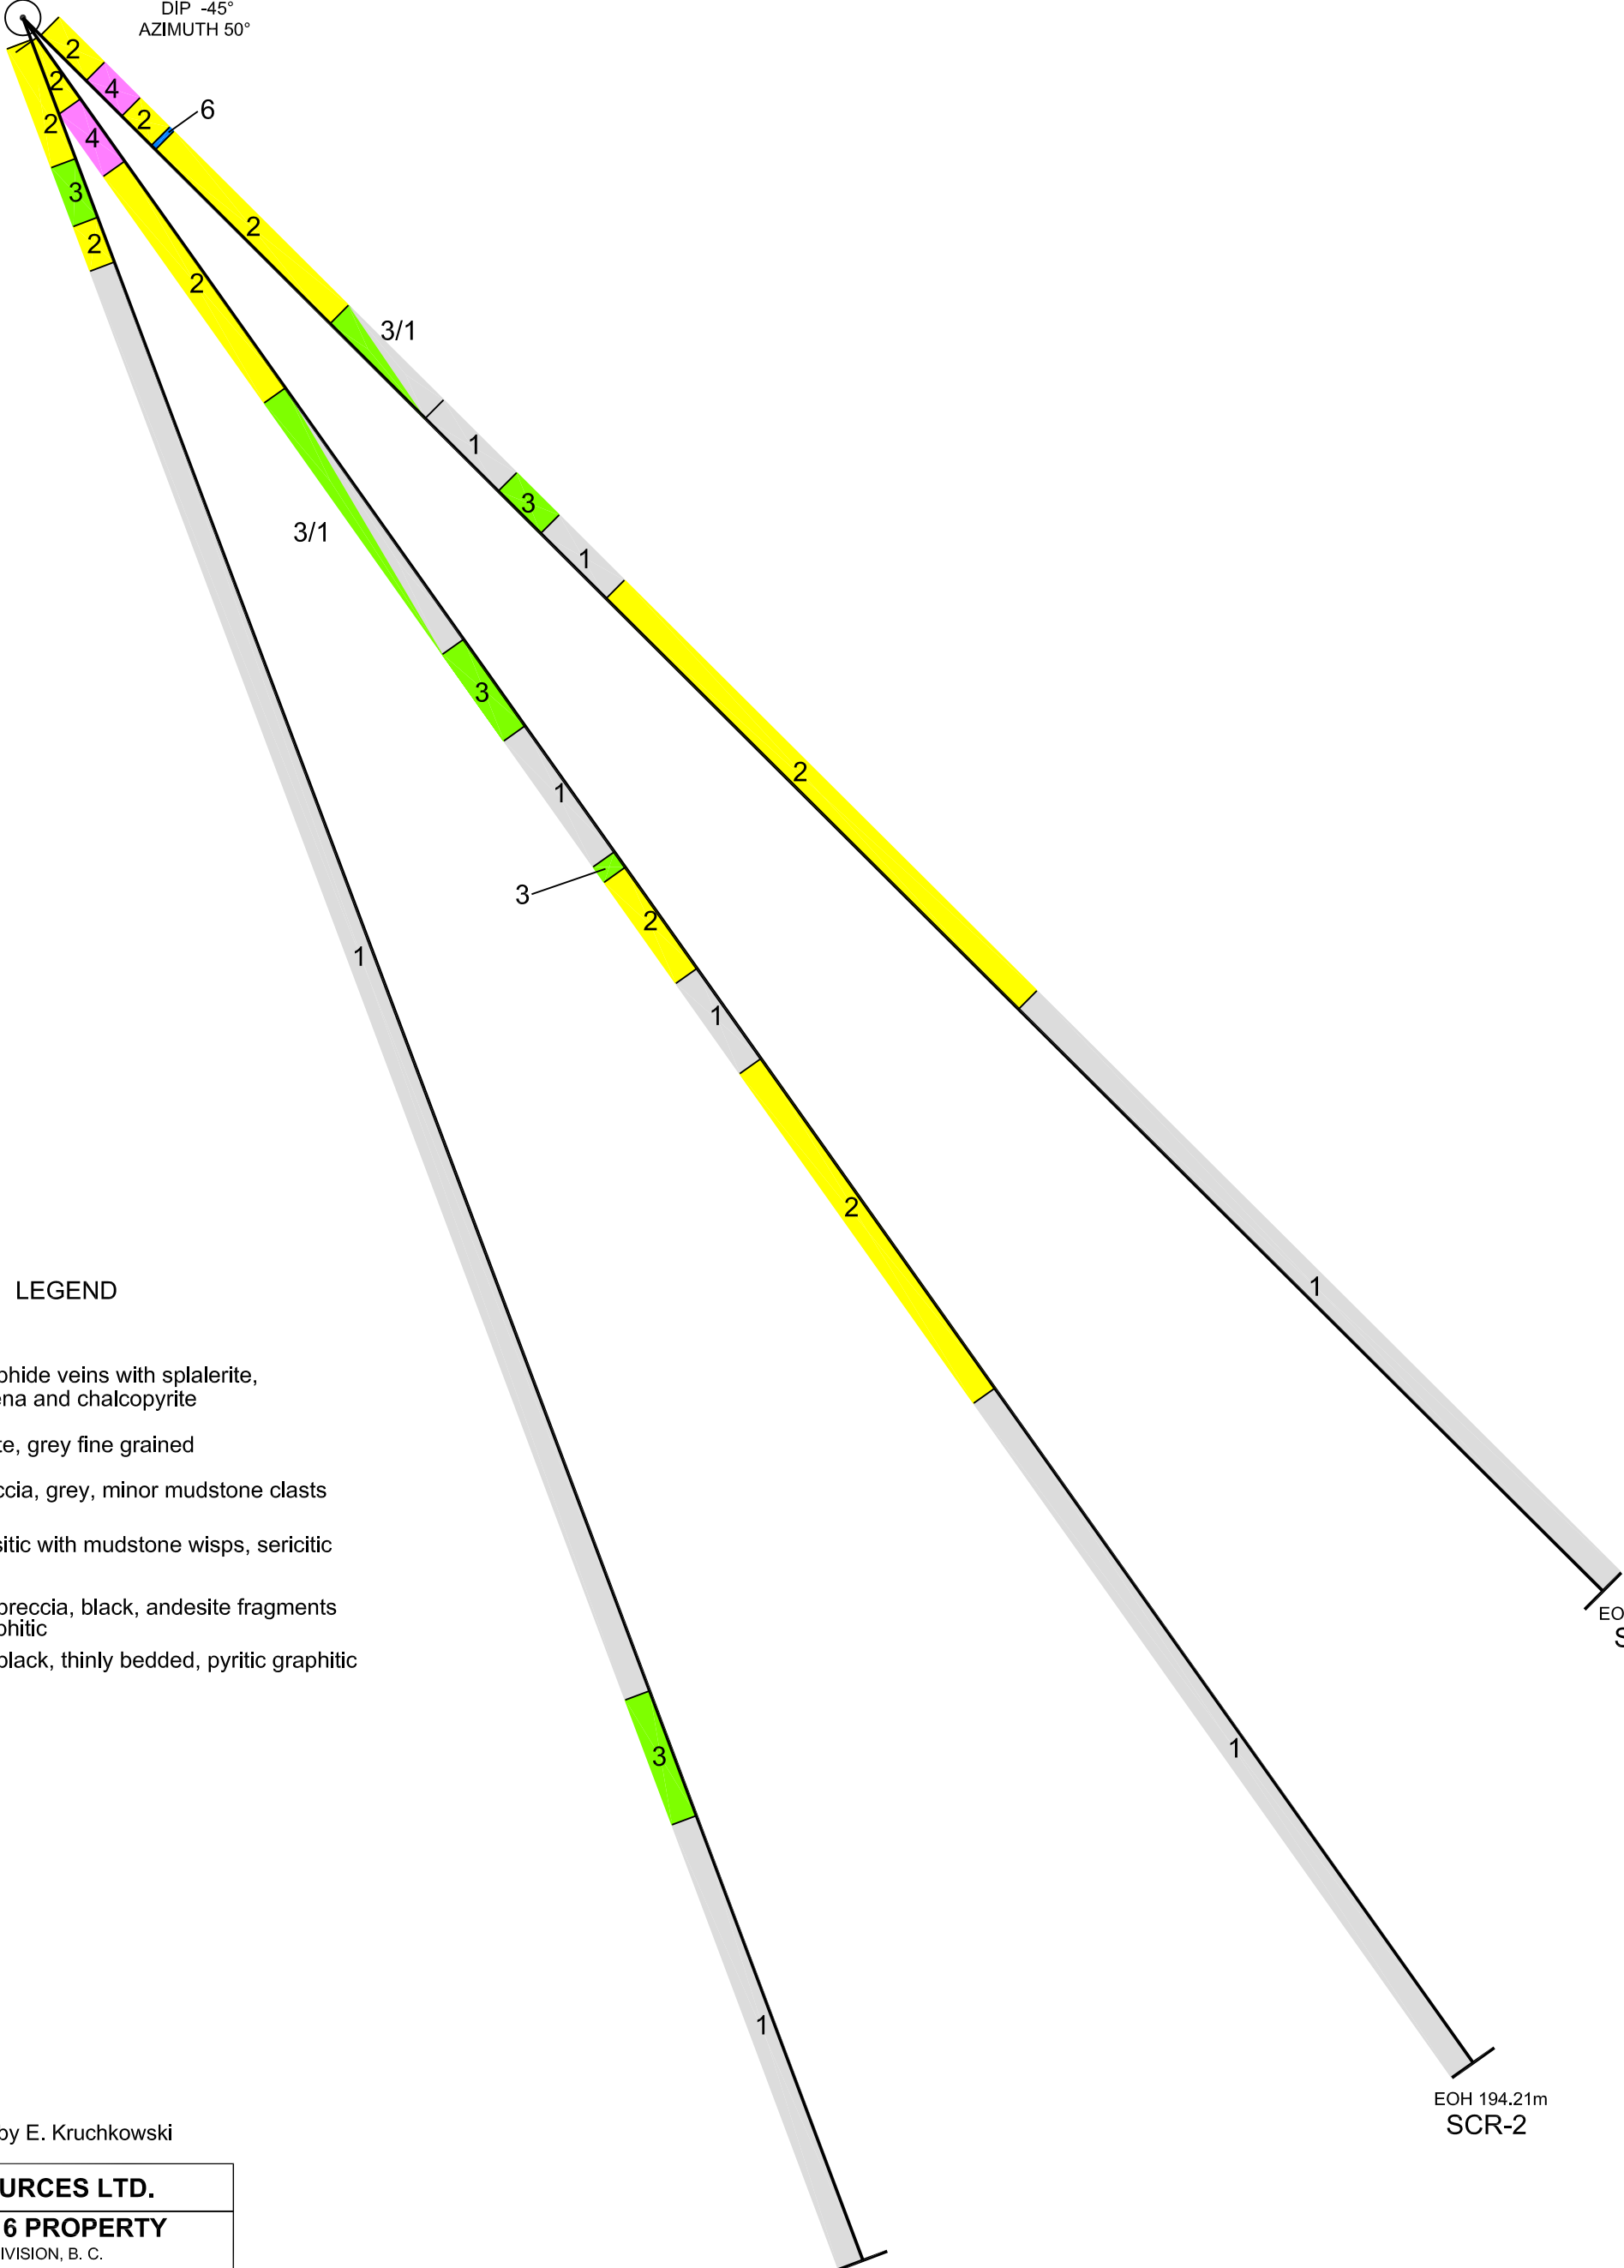 DIP -45°
AZIMUTH 50°
2
2
4
2
6
2
4
3
2
2
2
3/1
1
3
3/1
1
3
2
1
3
2
1
1
2
1
LEGEND
phide veins with splalerite,
ena and chalcopyrite
te, grey fine grained
ccia, grey, minor mudstone clasts
sitic with mudstone wisps, sericitic
breccia, black, andesite fragments
phitic
black, thinly bedded, pyritic graphitic
EO
S
3
1
1
EOH 194.21m
SCR-2
by E. Kruchkowski
URCES LTD.
6 PROPERTY
IVISION, B. C.